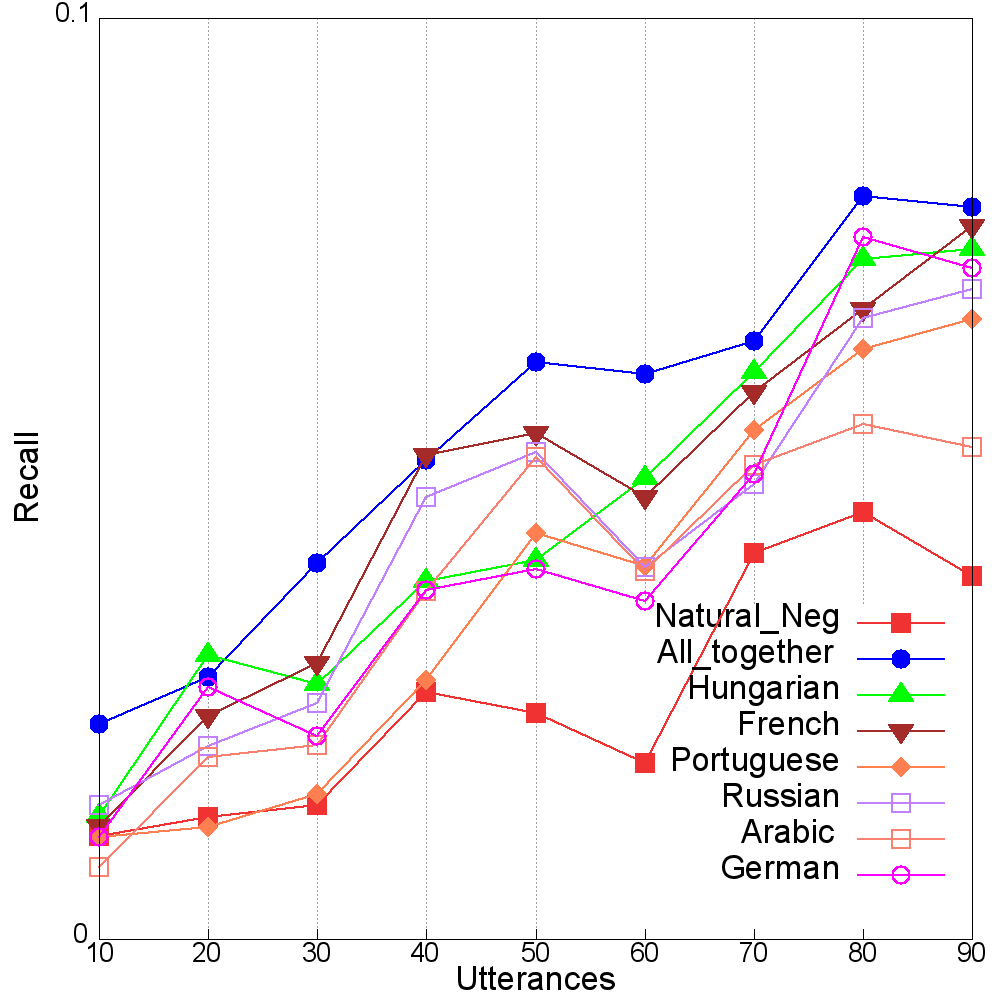 0.1
Recall
Natural_Neg
All_together
Hungarian
French
Portuguese
Russian
Arabic
German
0
10 20 30 40 50 60 70 80 90
Utterances